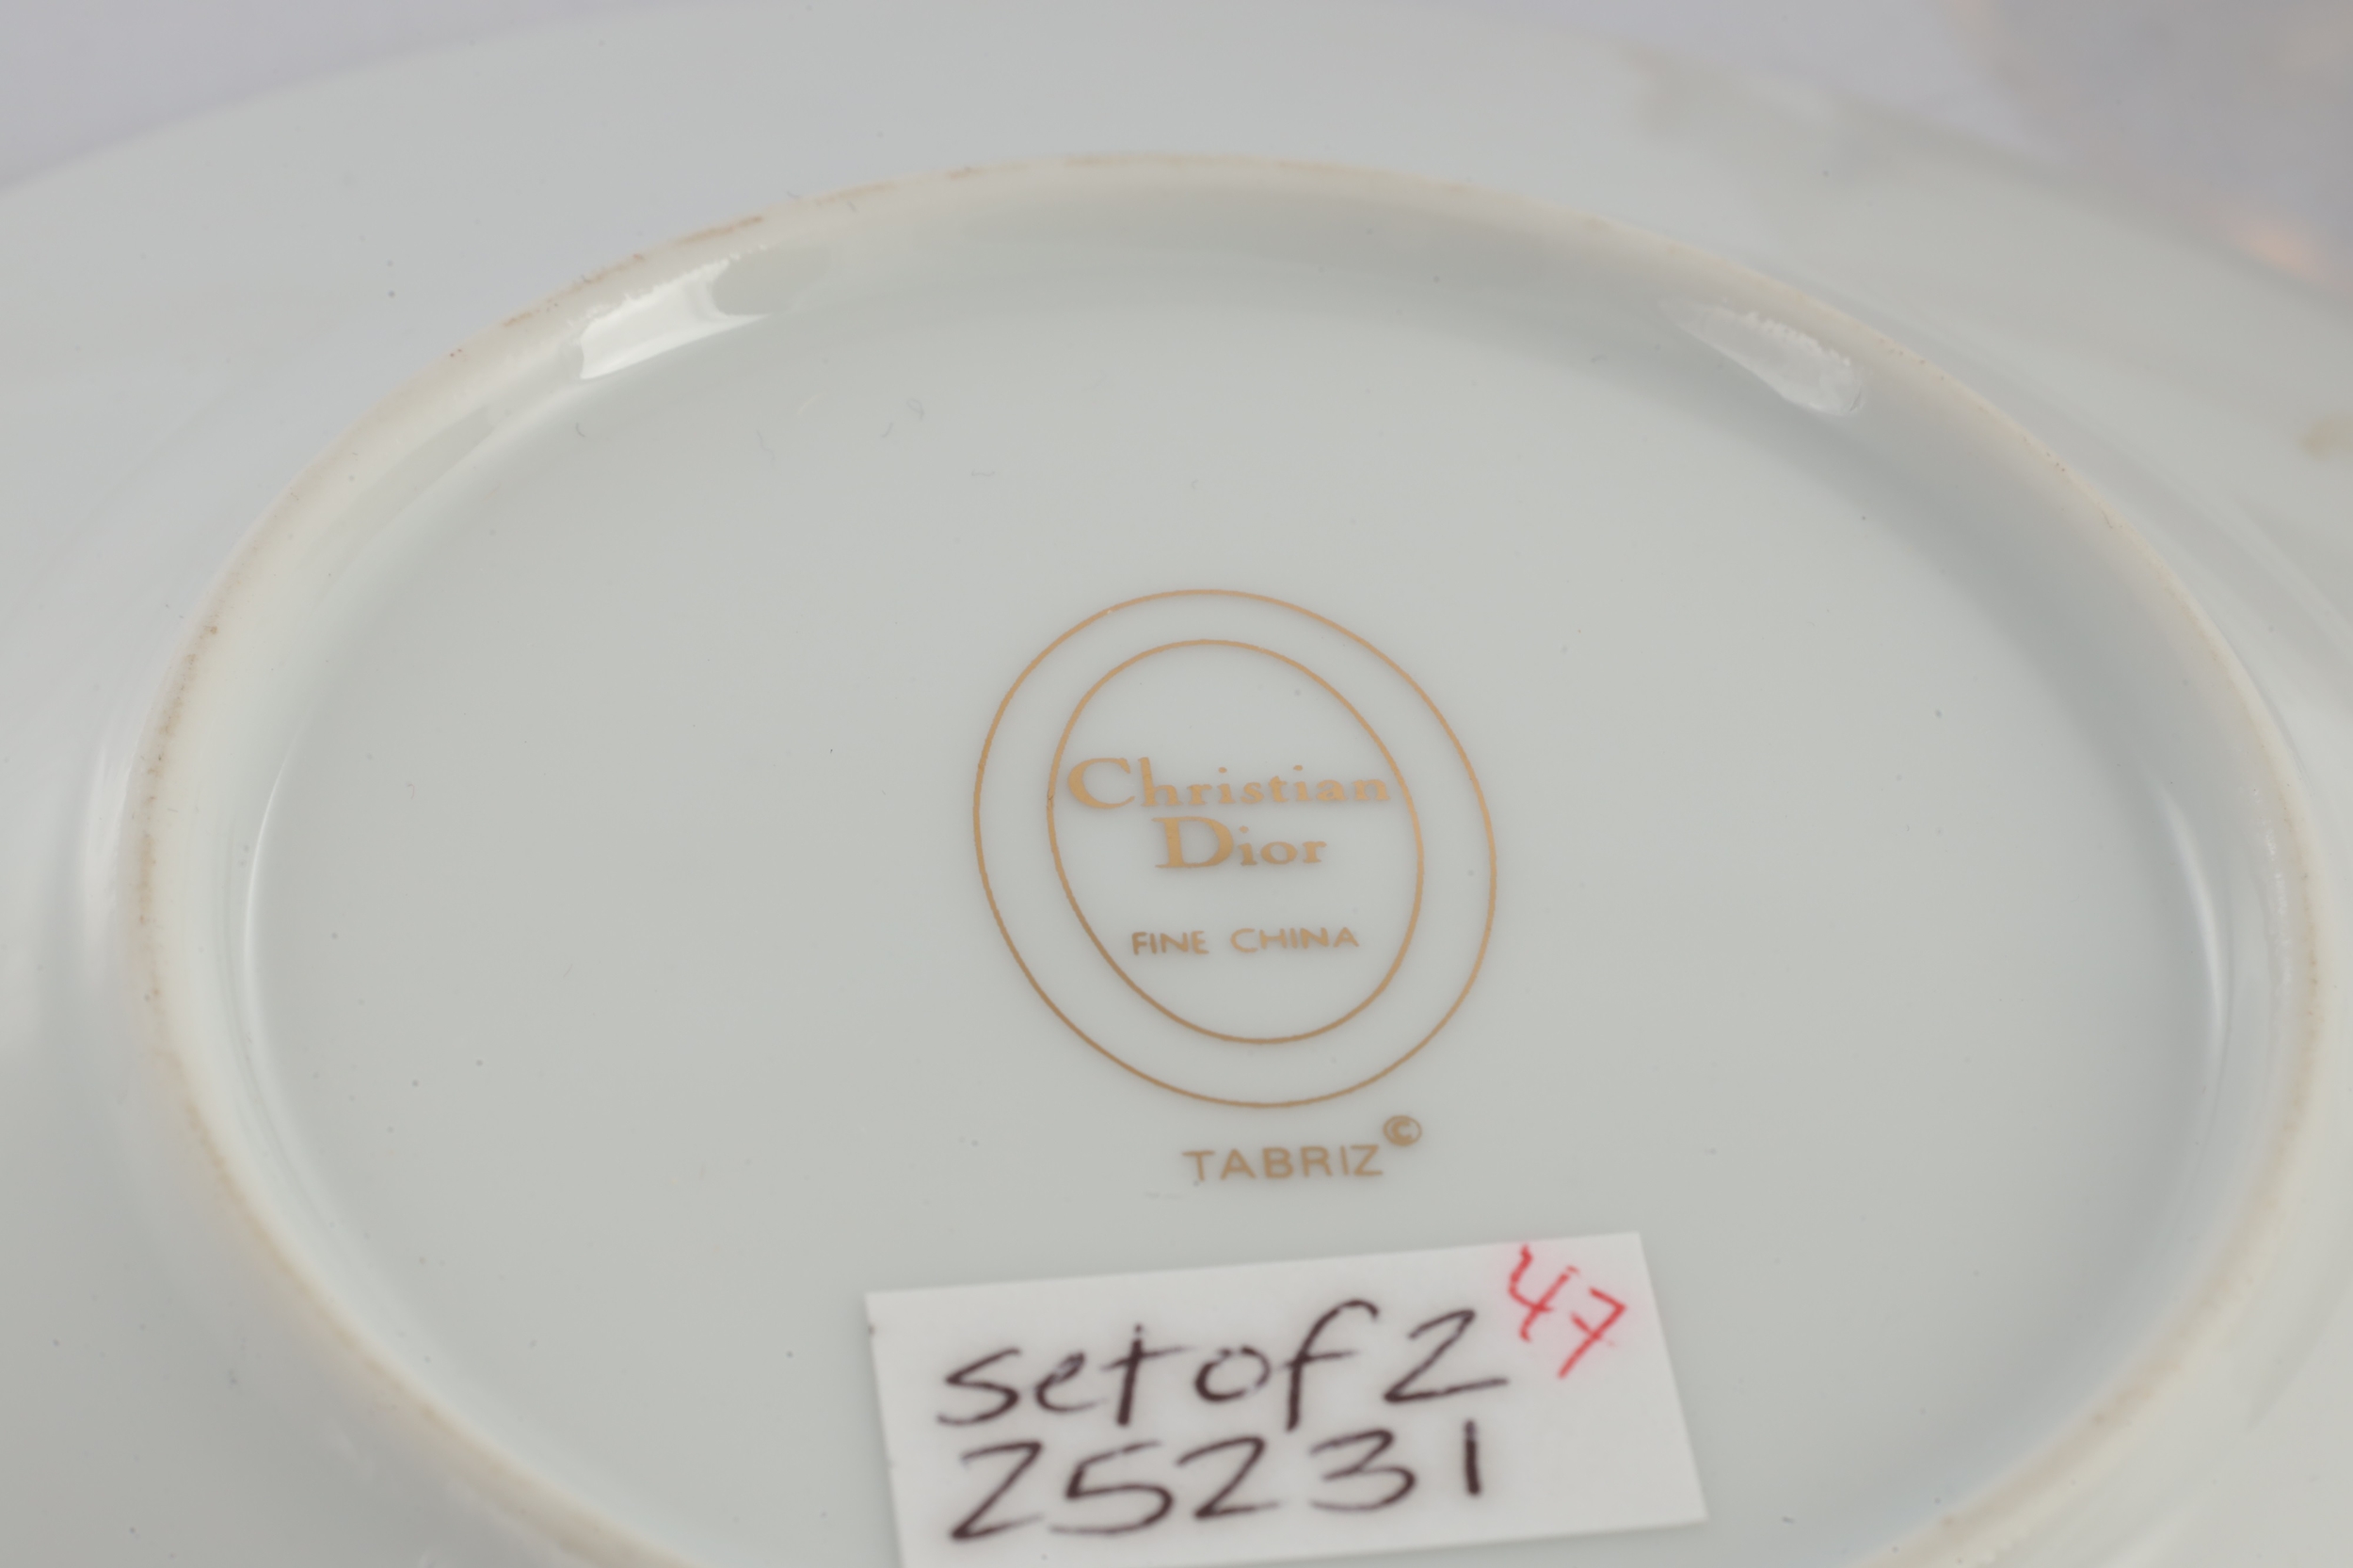 Christian
Dior
FINE CHINA
TABRIZ©
47
set of 2
25231